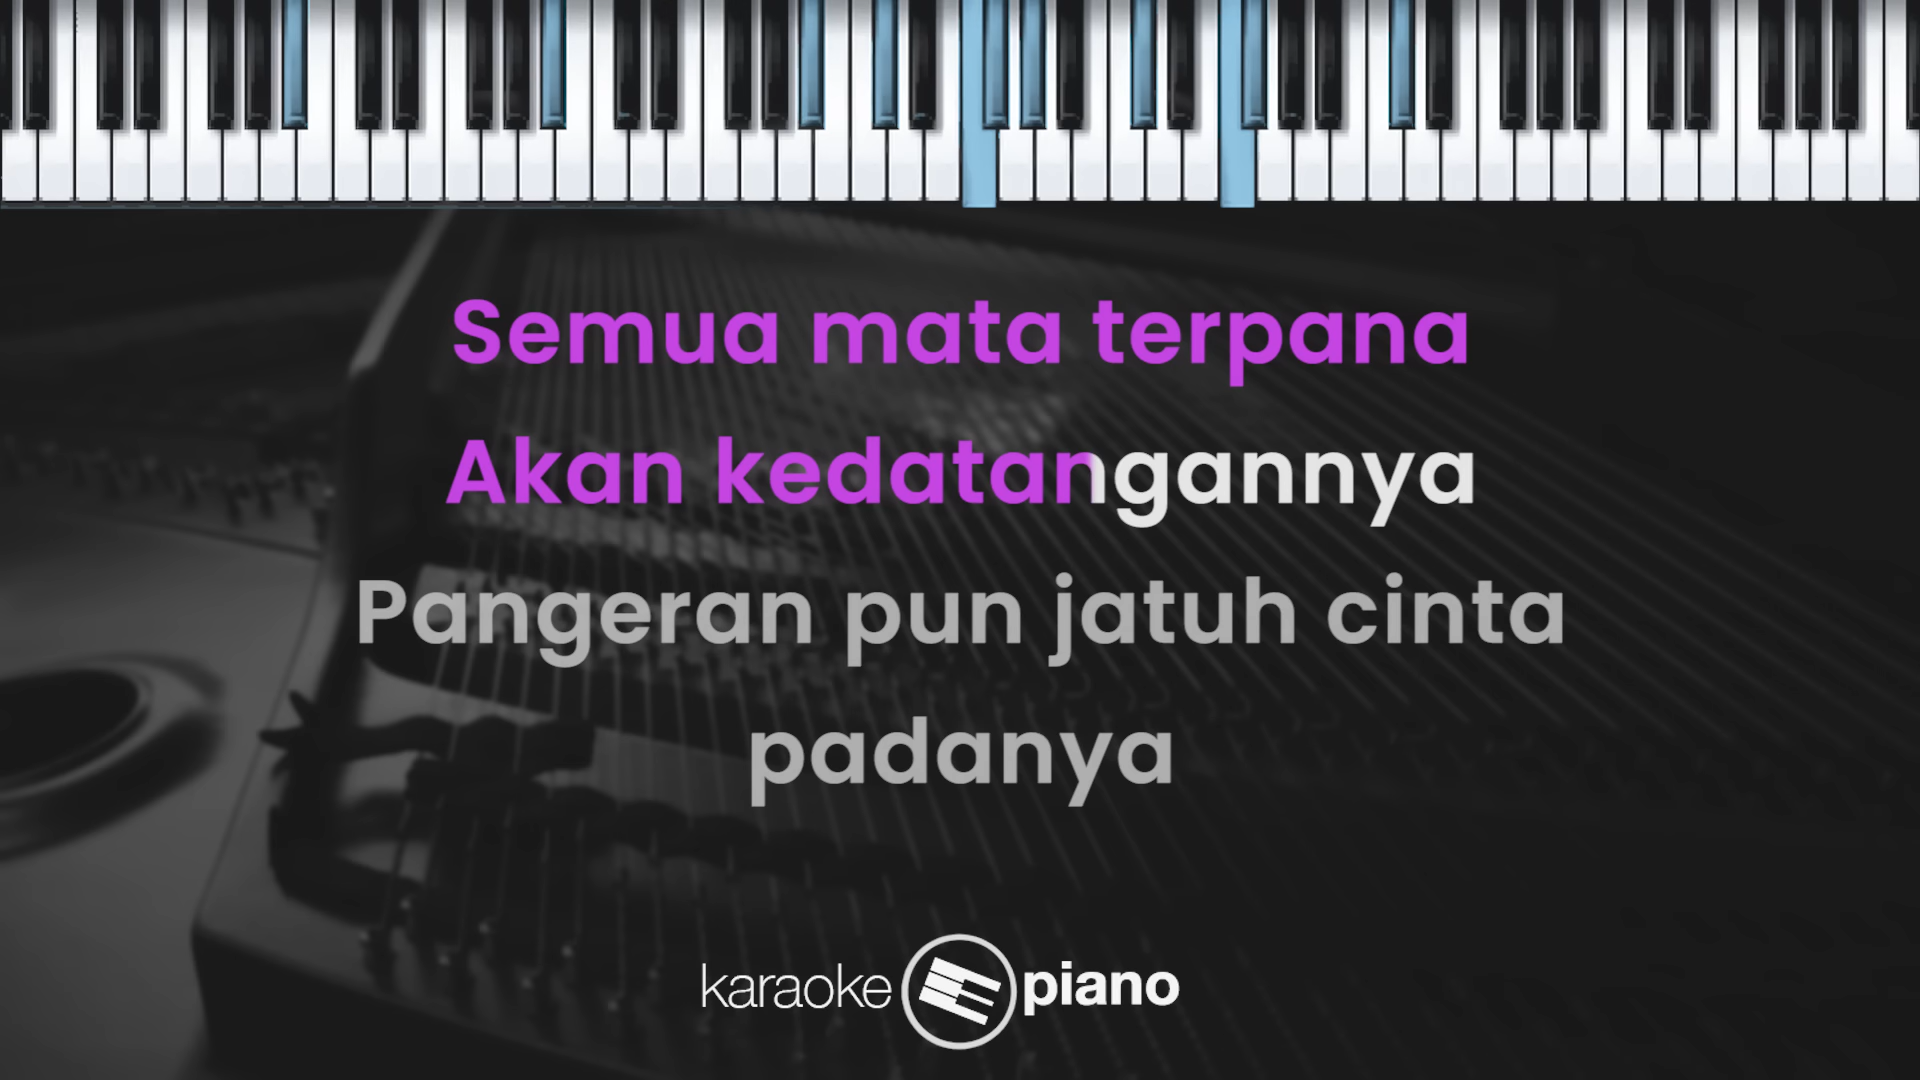 Semua mata terpana
Akan kedatangannya
Pangeran pun jatuh cinta
padanya
karaoke piano